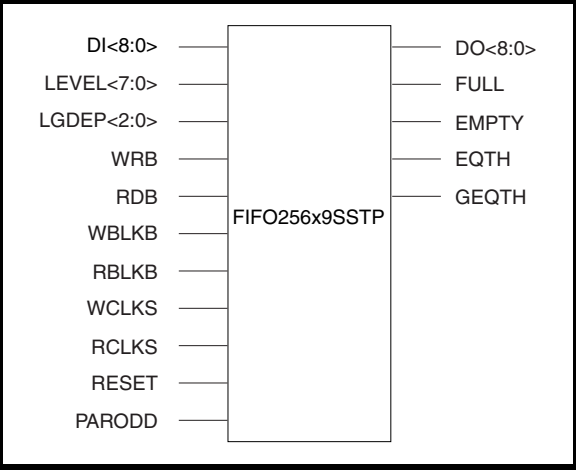 DI<8:0>
LEVEL<7:0>
LGDEP<2:0>
WRB
RDB
WBLKB
RBLKB
WCLKS
RCLKS
RESET
PARODD
FIFO256x9SSTP
DO<8:0>
FULL
EMPTY
EQTH
GEQTH